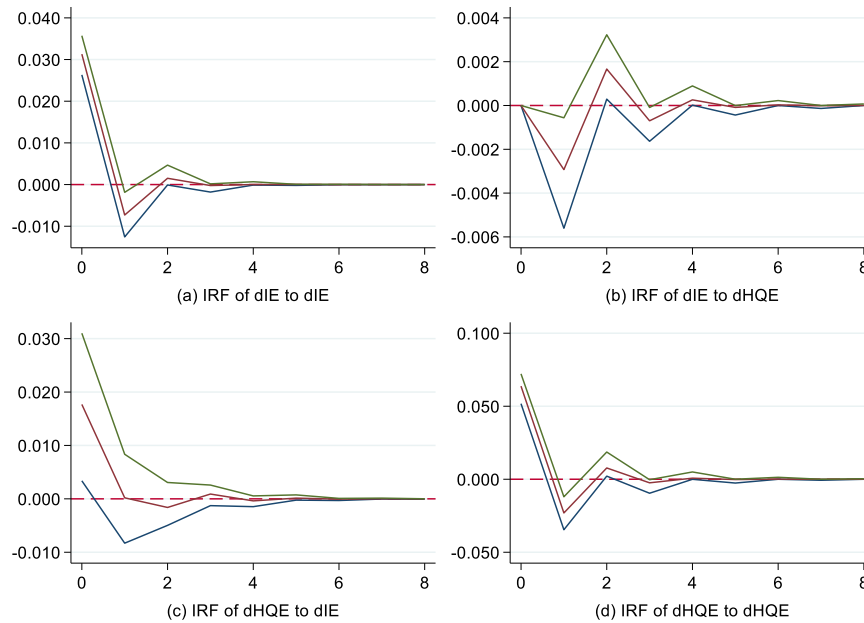 0.040
0.030
0.020
0.010
0.000
-0.010
0 2 4 6 8
(a) IRF of dIE to dIE
0.004
0.002
0.000
-0.002
-0.004
-0.006
0 2 4 6 8
(b) IRF of dIE to dHQE
0.030
0.020
0.010
0.000
-0.010
0 2 4 6 8
(c) IRF of dHQE to dIE
0.100
0.050
0.000
-0.050
0 2 4 6 8
(d) IRF of dHQE to dHQE